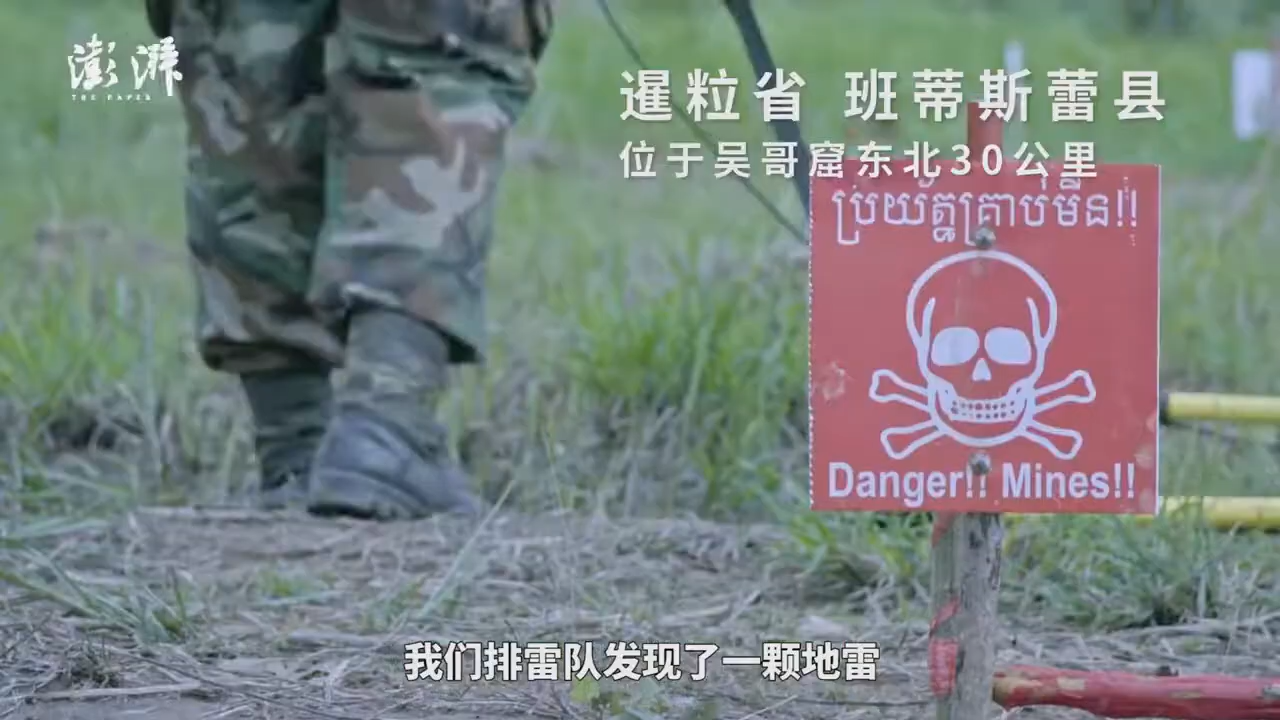 澎湃
THE PAPER
暹粒省 班蒂斯蕾县
位于吴哥窟东北30公里
ប្រយ័ត្នគ្រាប់មីន!!
Danger!! Mines!!
我们排雷队发现了一颗地雷